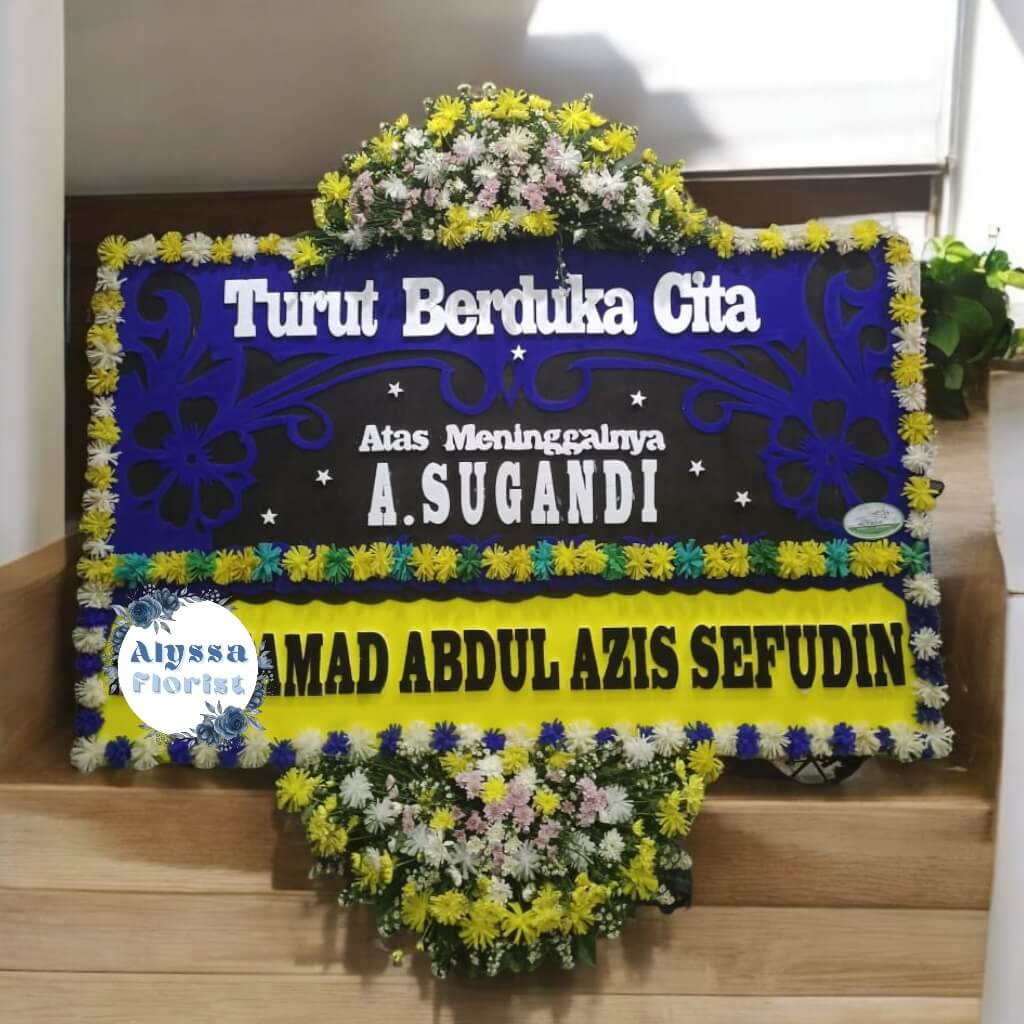 Turut Berduka Cita
Atas Meninggalnya
A.SUGANDI
AMAD ABDUL AZIS SEFUDIN
Alyssa
Florist